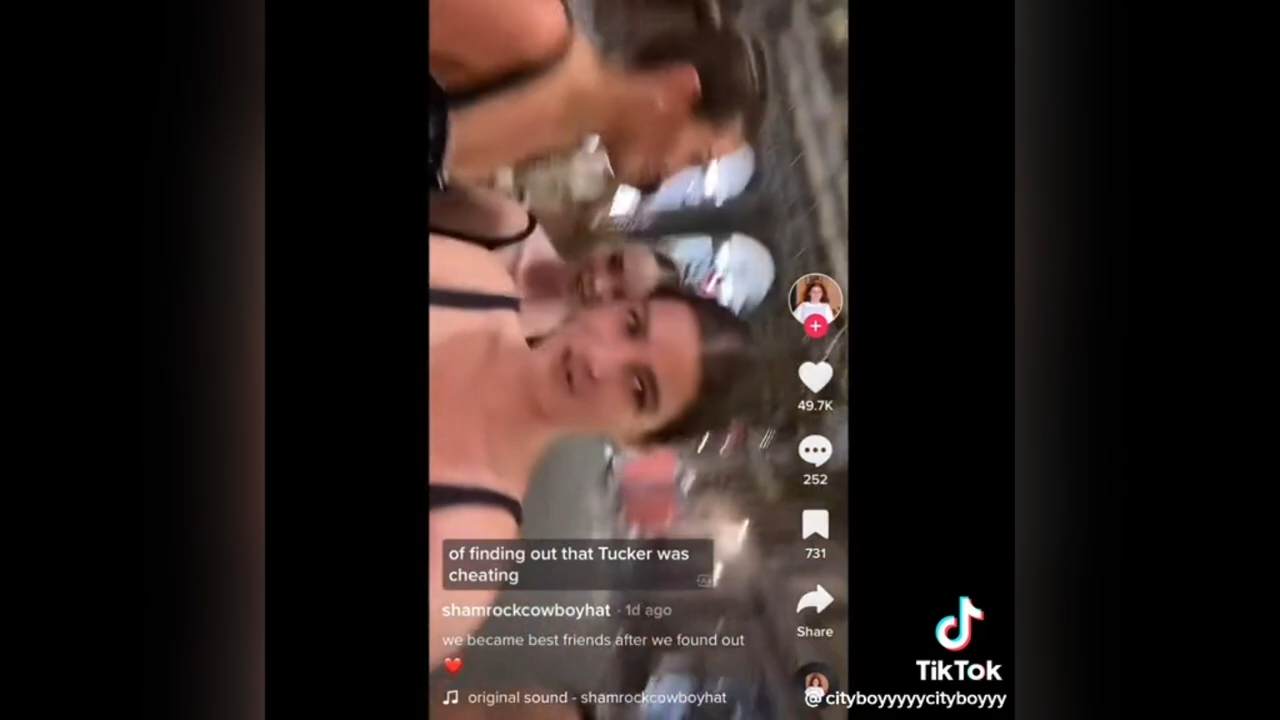 49.7K
252
731
Share
of finding out that Tucker was
cheating
shamrockcowboyhat · 1d ago
we became best friends after we found out
❤️
original sound - shamrockcowboyhat
TikTok
@cityboyyyyycityboyyy